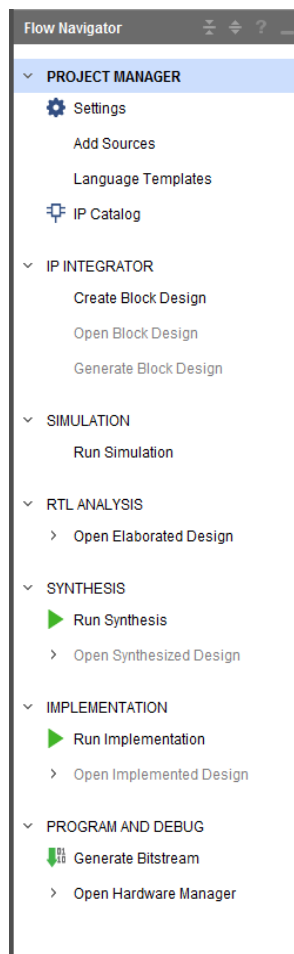 Flow Navigator
?
PROJECT MANAGER
Settings
Add Sources
Language Templates
IP Catalog
IP INTEGRATOR
Create Block Design
Open Block Design
Generate Block Design
SIMULATION
Run Simulation
RTL ANALYSIS
Open Elaborated Design
SYNTHESIS
Run Synthesis
Open Synthesized Design
IMPLEMENTATION
Run Implementation
Open Implemented Design
PROGRAM AND DEBUG
Generate Bitstream
Open Hardware Manager